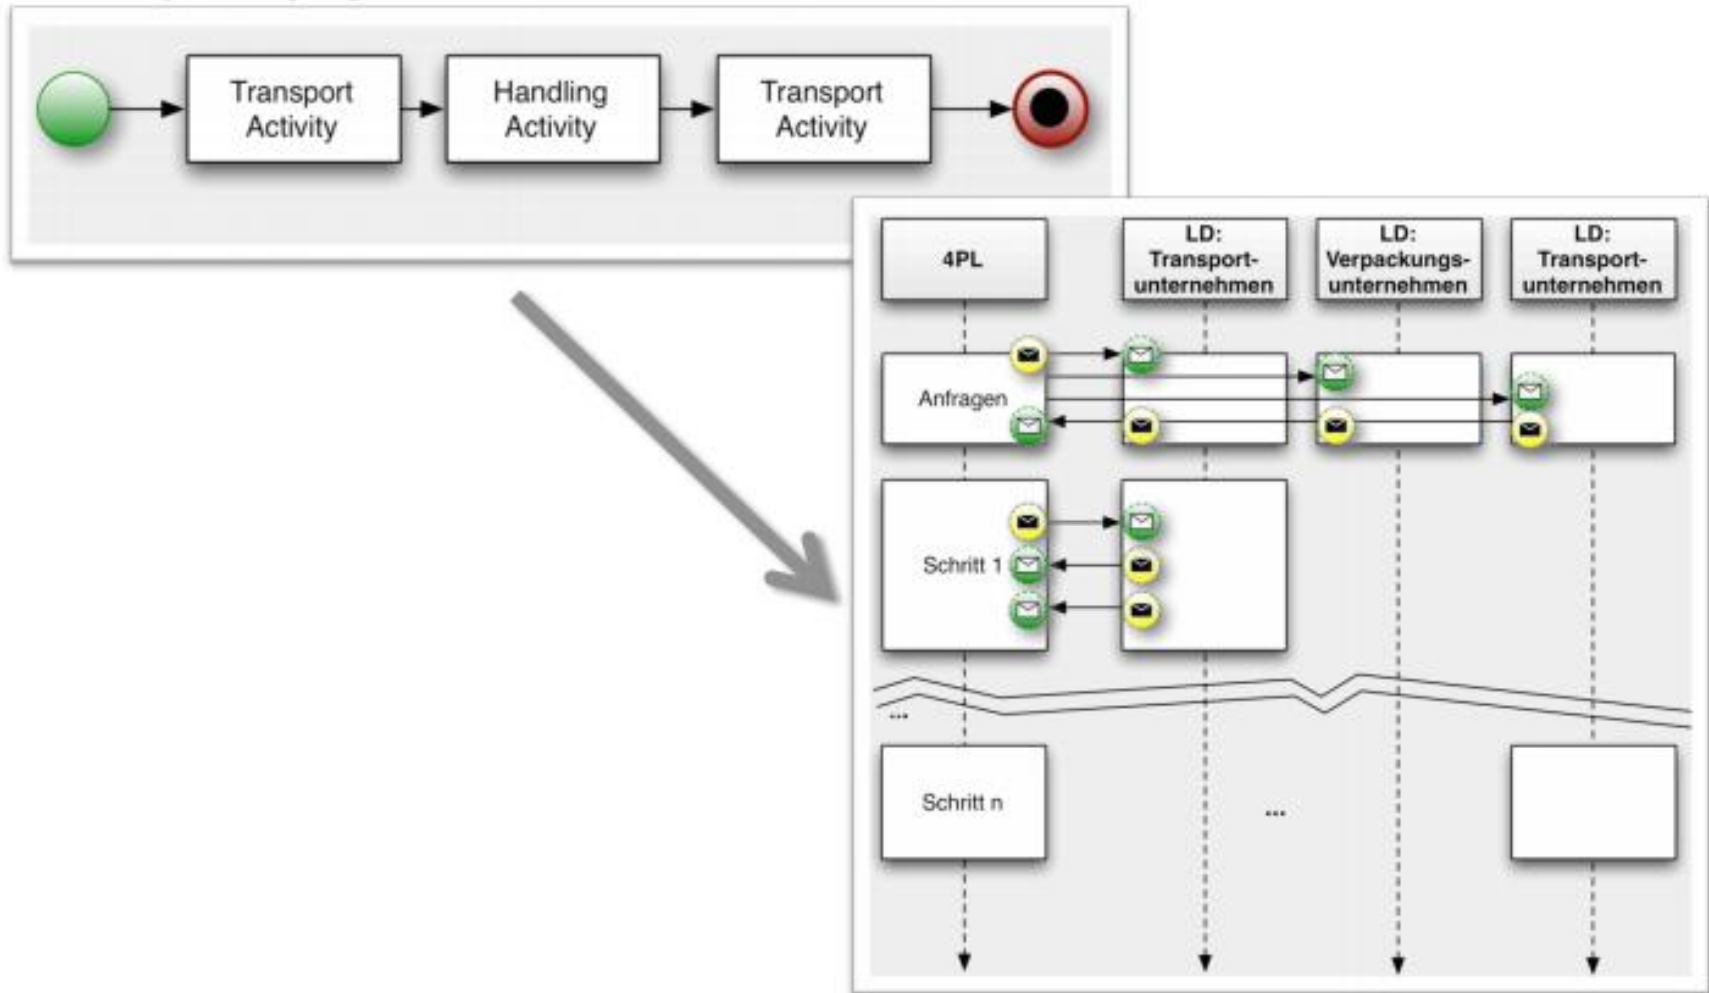 Transport
Activity
Handling
Activity
Transport
Activity
4PL
LD:
Transport-
unternehmen
LD:
Verpackungs-
unternehmen
LD:
Transport-
unternehmen
Anfragen
Schritt 1
...
Schritt n
...